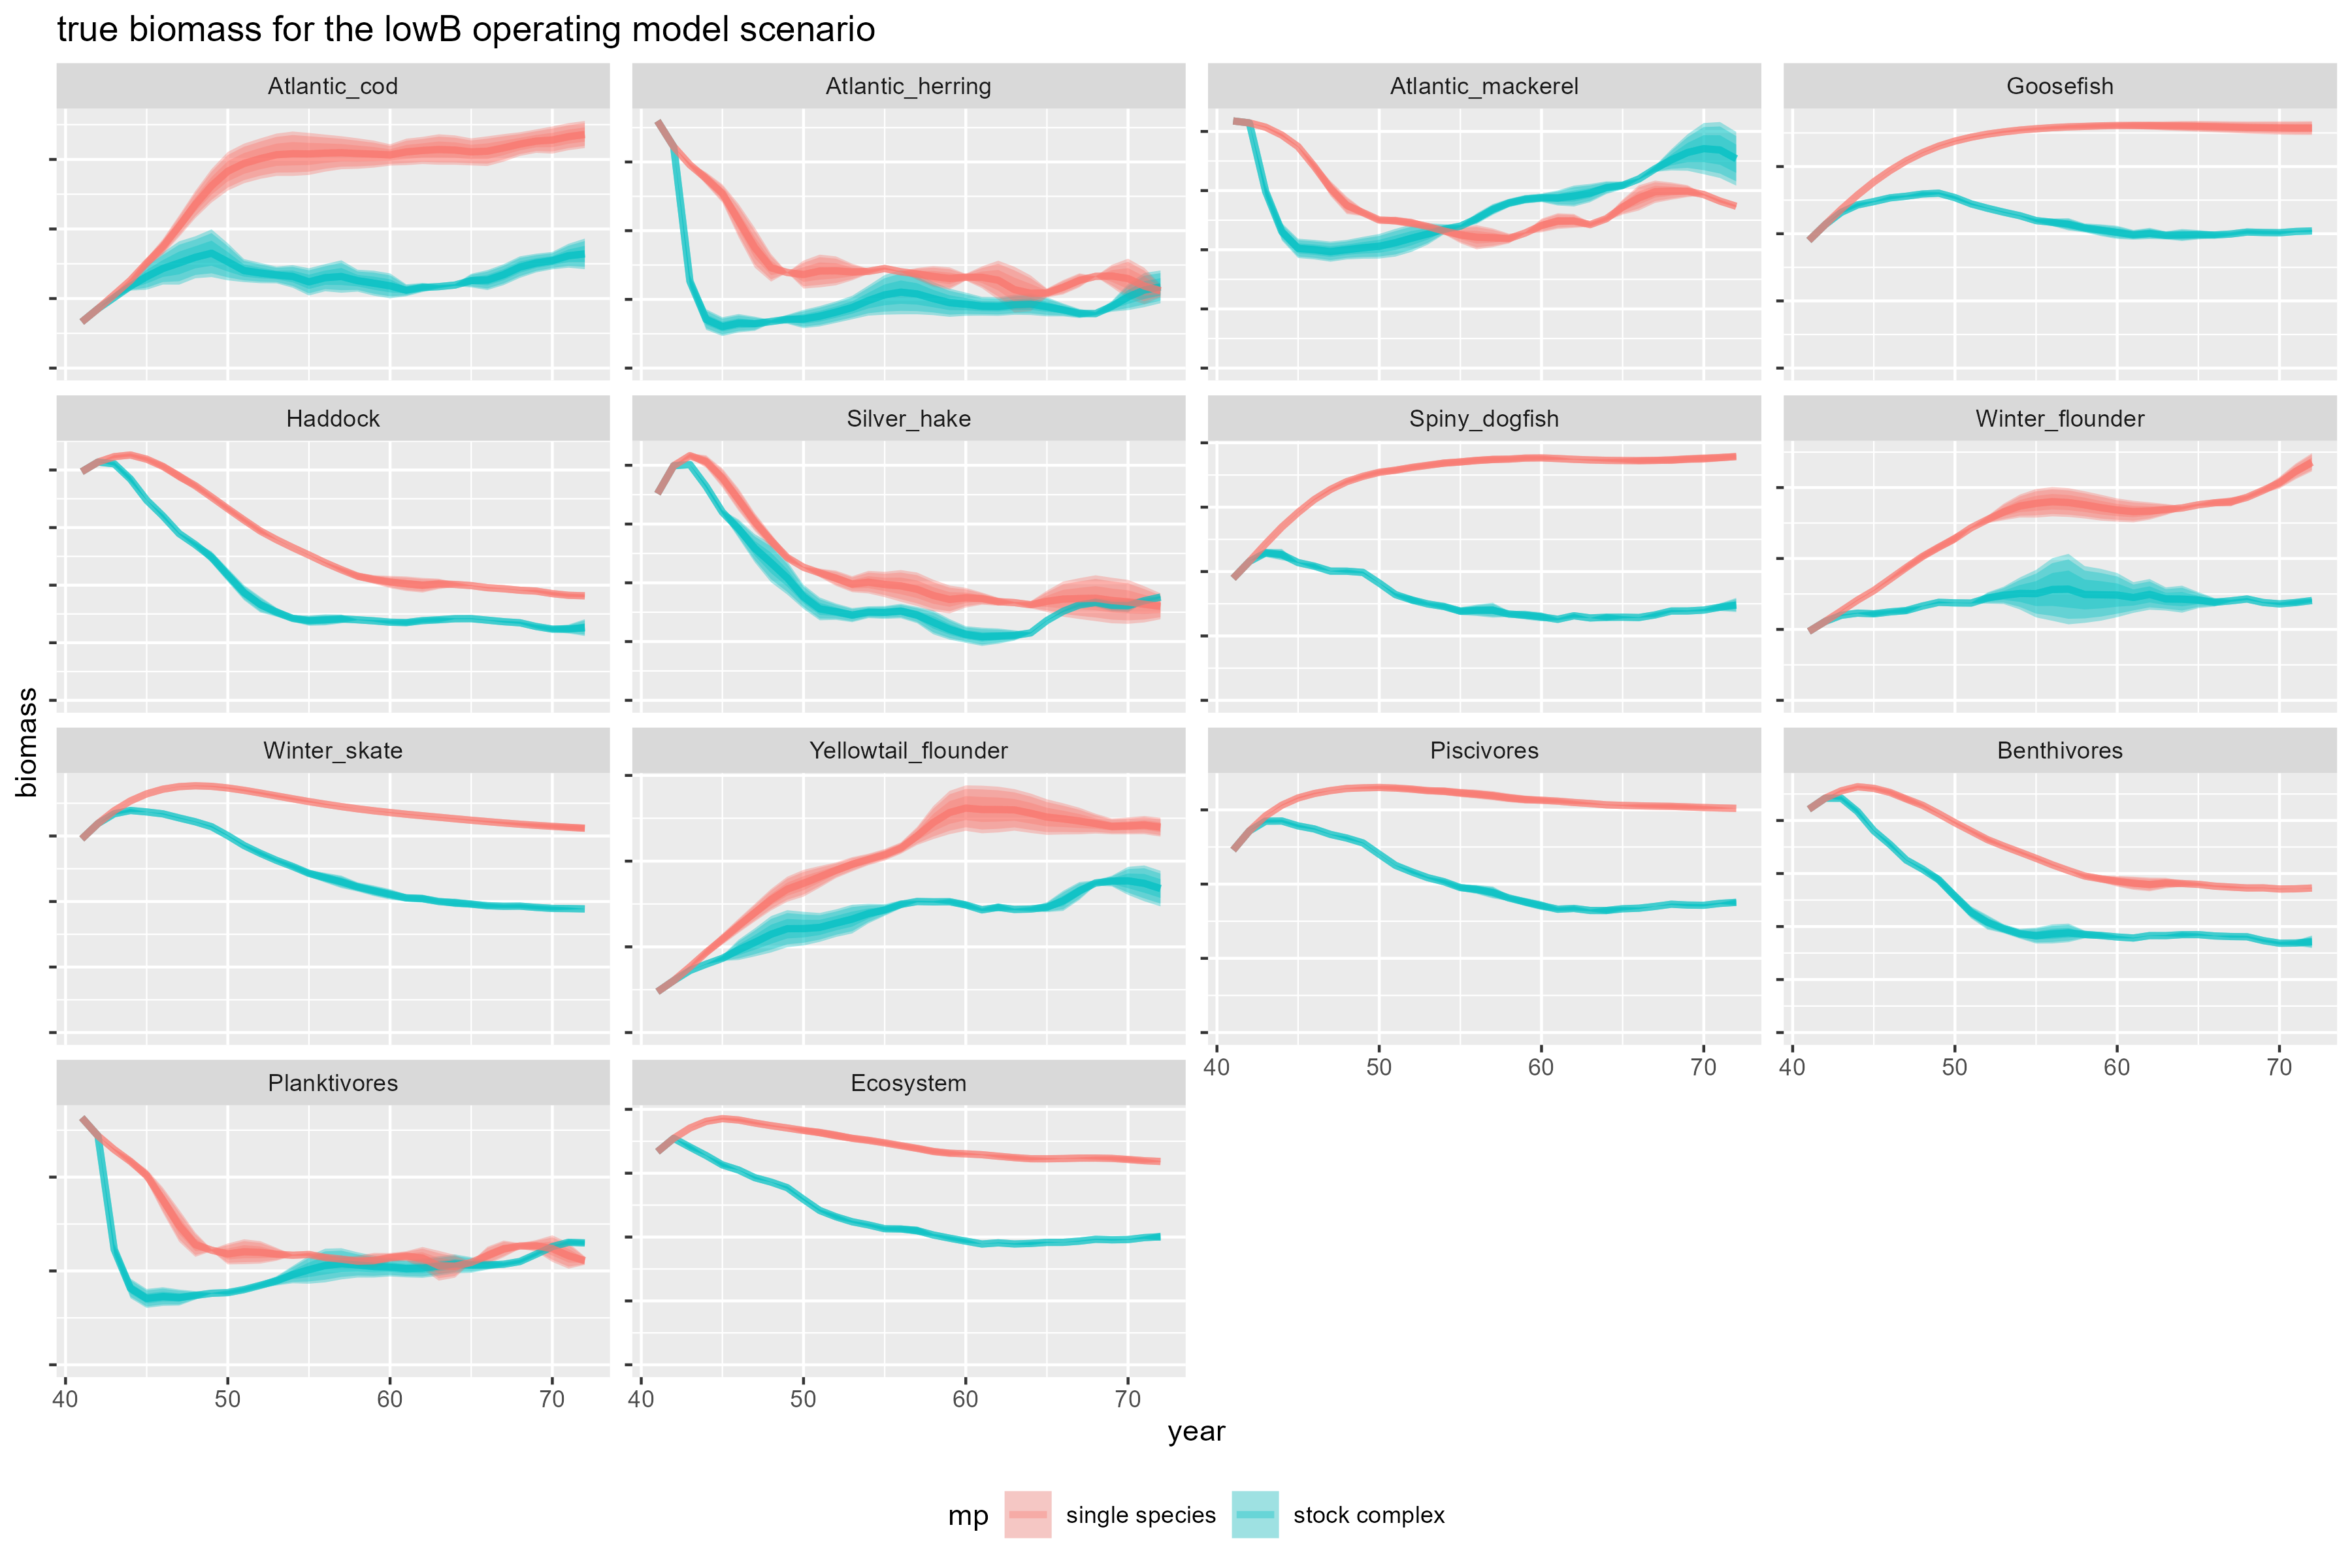 true biomass for the lowB operating model scenario
Atlantic_cod Atlantic_herring Atlantic_mackerel Goosefish
Haddock Silver_hake Spiny_dogfish Winter_flounder
Winter_skate Yellowtail_flounder Piscivores Benthivores
40 50 60 70 40 50 60 70
Planktivores Ecosystem
40 50 60 70 40 50 60 70
biomass
year
mp single species stock complex